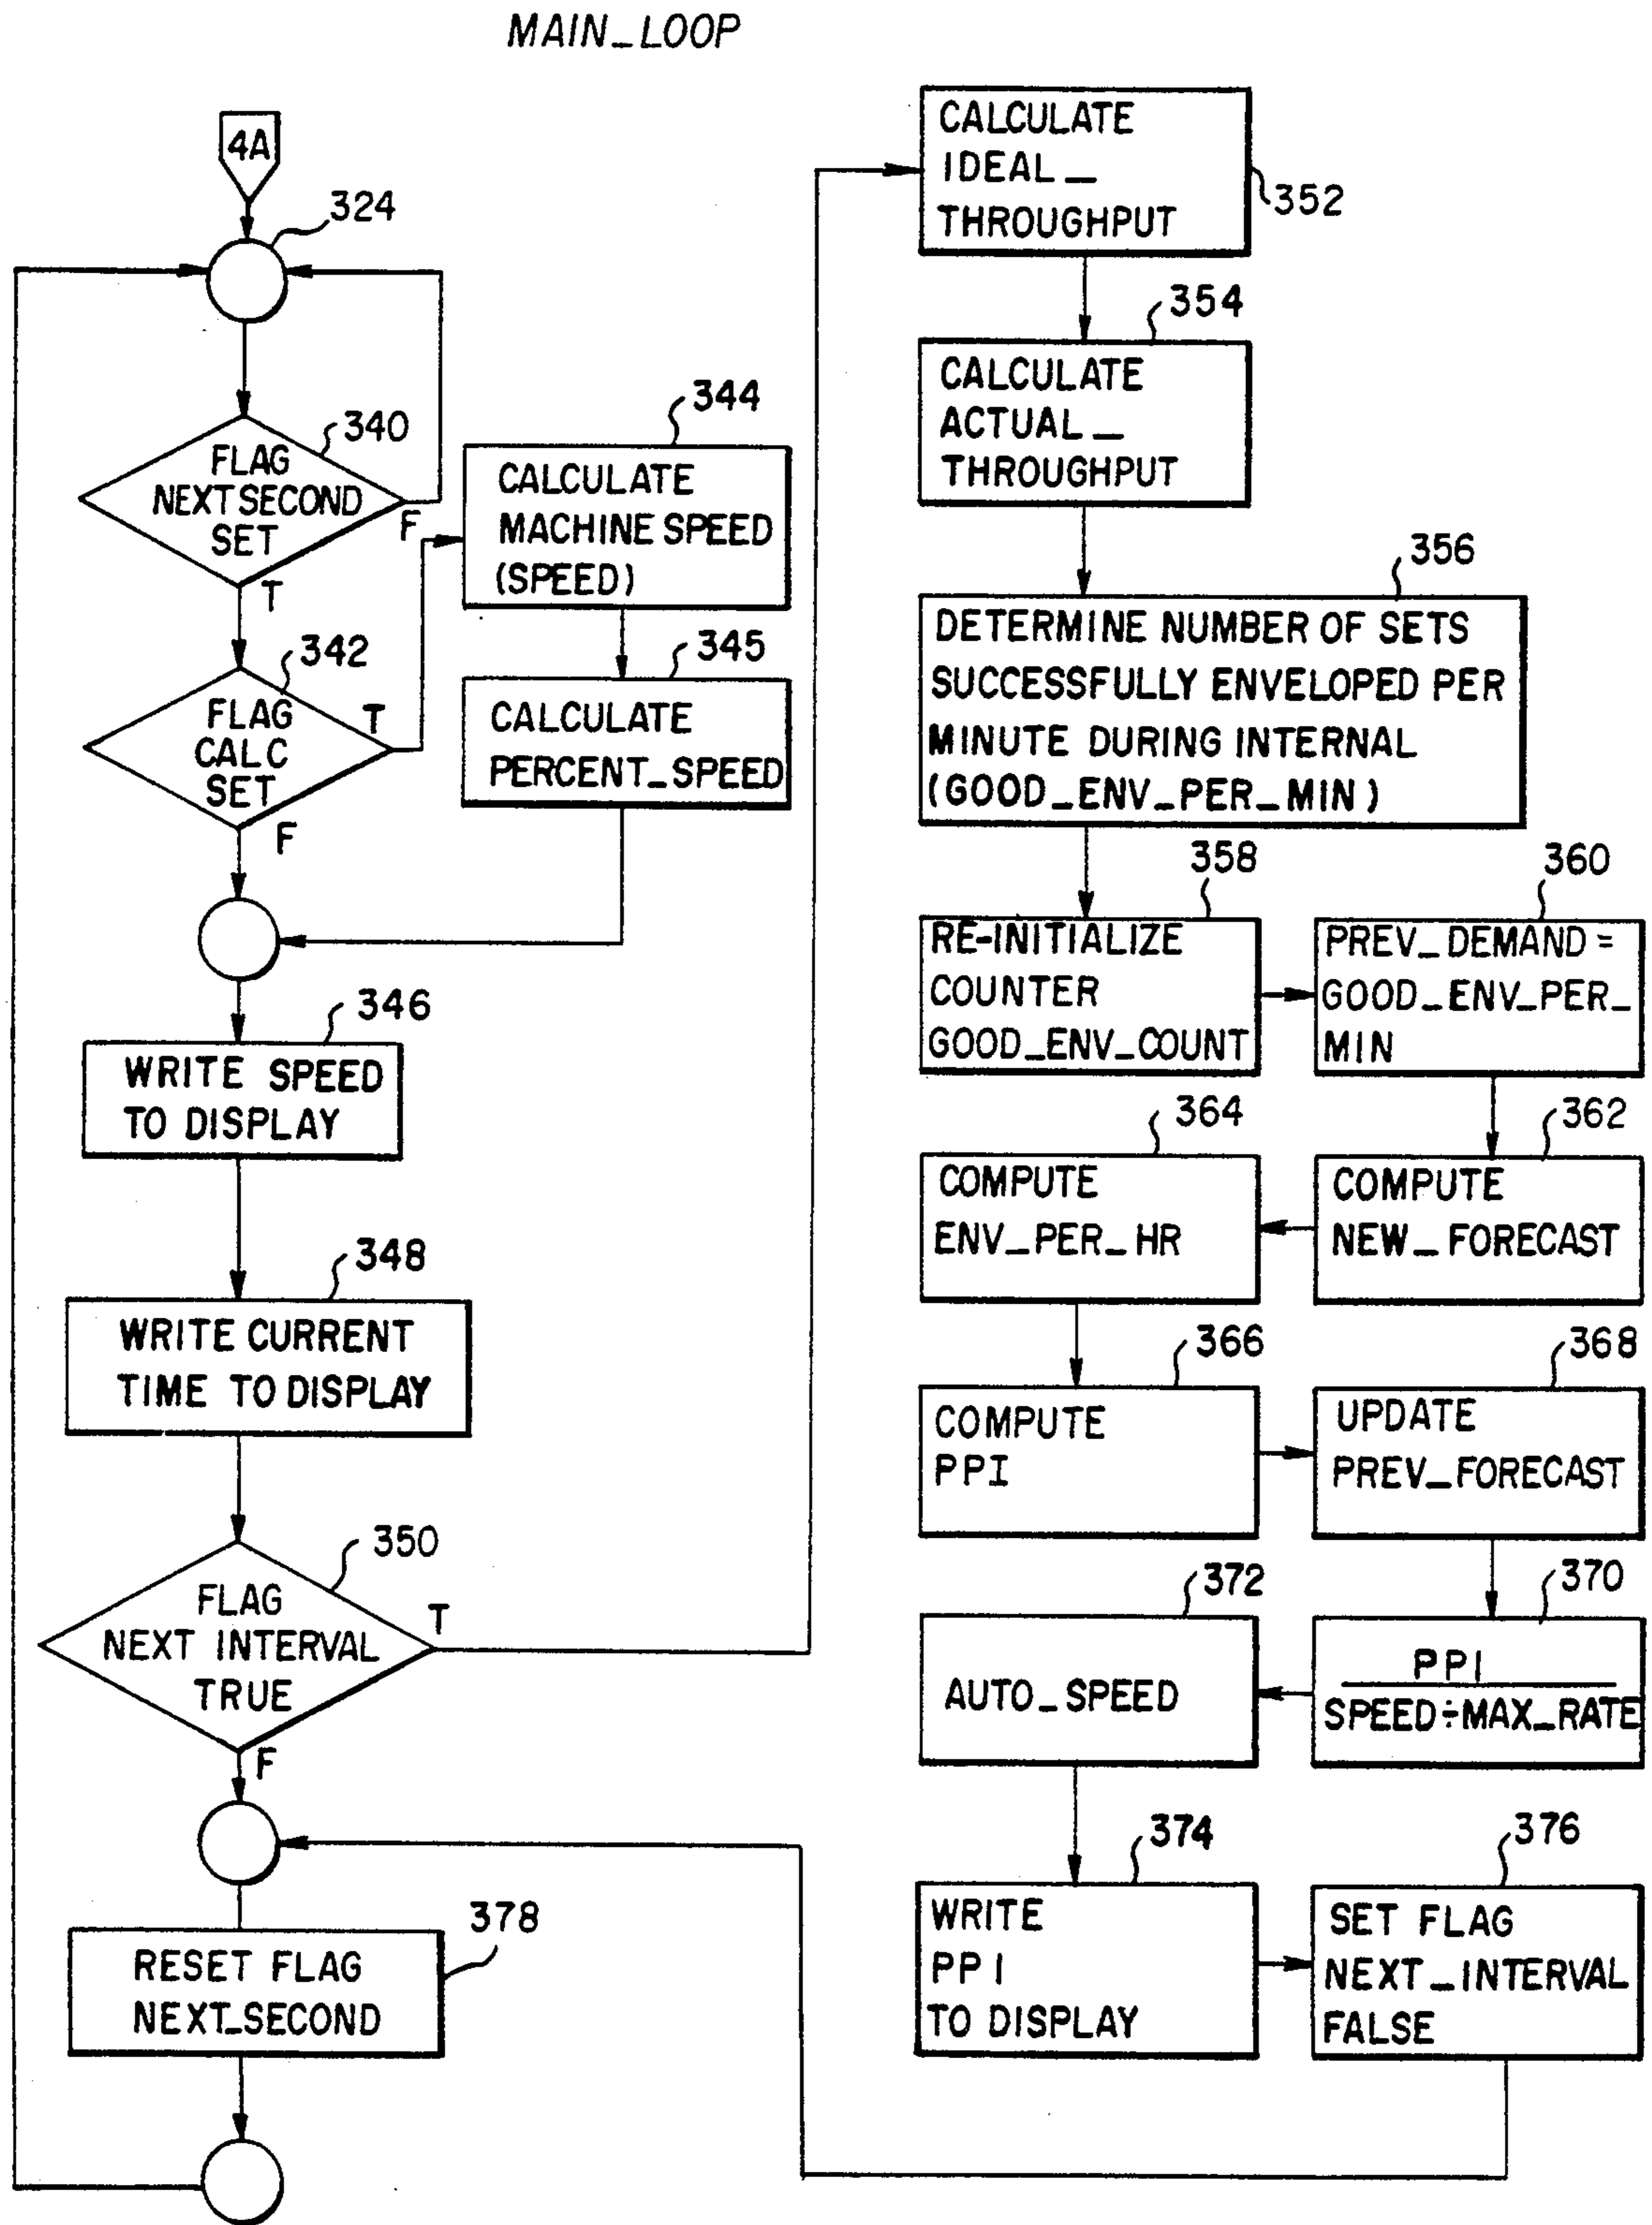 MAIN_LOOP
4A
324
340
FLAG
NEXT SECOND
SET
F
T
342
FLAG
CALC
SET
T
F
344
CALCULATE
MACHINE SPEED
(SPEED)
345
CALCULATE
PERCENT_SPEED
346
WRITE SPEED
TO DISPLAY
348
WRITE CURRENT
TIME TO DISPLAY
350
FLAG
NEXT INTERVAL
TRUE
T
F
378
RESET FLAG
NEXT_SECOND
CALCULATE
IDEAL_
THROUGHPUT
352
354
CALCULATE
ACTUAL_
THROUGHPUT
356
DETERMINE NUMBER OF SETS
SUCCESSFULLY ENVELOPED PER
MINUTE DURING INTERNAL
(GOOD_ENV_PER_MIN)
358
RE-INITIALIZE
COUNTER
GOOD_ENV_COUNT
360
PREV_DEMAND =
GOOD_ENV_PER_
MIN
362
COMPUTE
NEW_FORECAST
364
COMPUTE
ENV_PER_HR
366
COMPUTE
PPI
368
UPDATE
PREV_FORECAST
370
PPI
SPEED÷MAX_RATE
372
AUTO_SPEED
374
WRITE
PPI
TO DISPLAY
376
SET FLAG
NEXT_INTERVAL
FALSE